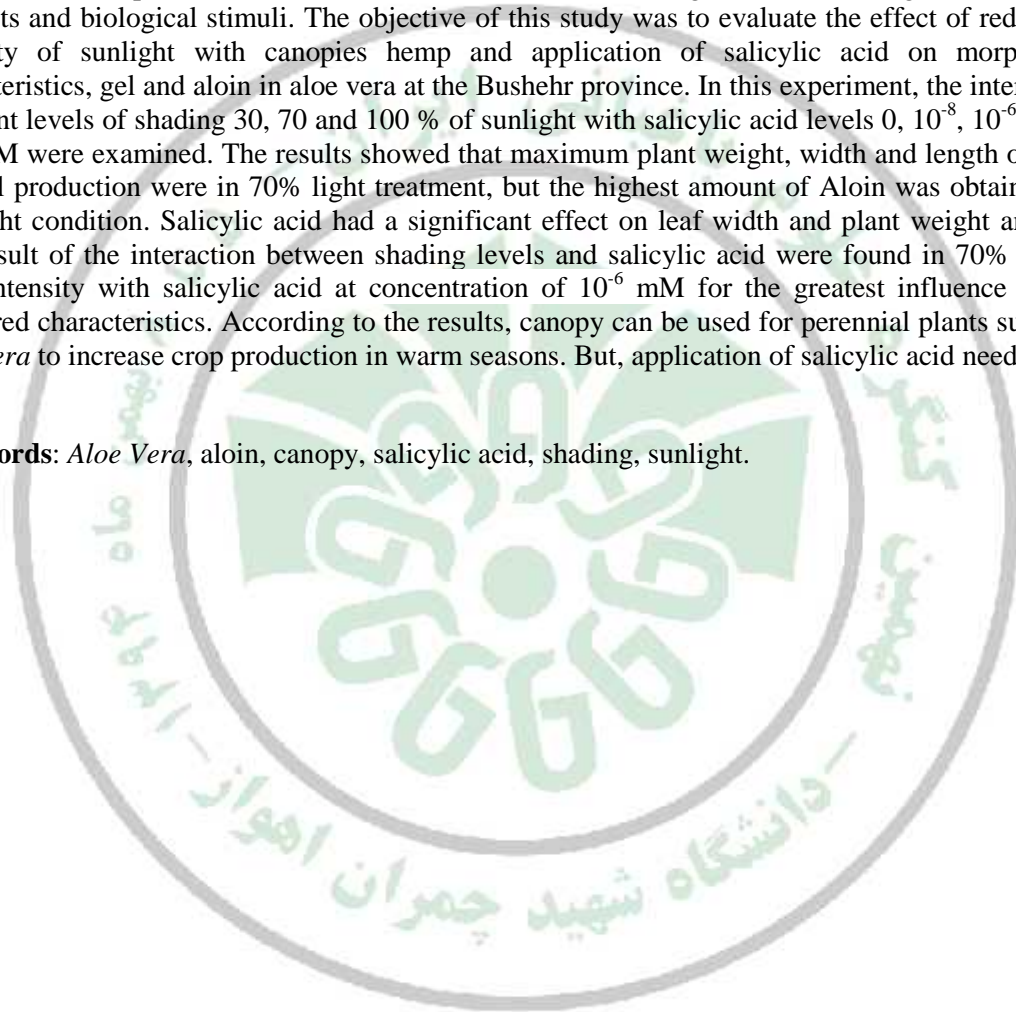 ts and biological stimuli. The objective of this study was to evaluate the effect of red
ty of sunlight with canopies hemp and application of salicylic acid on morp
teristics, gel and aloin in aloe vera at the Bushehr province. In this experiment, the inter
nt levels of shading 30, 70 and 100 % of sunlight with salicylic acid levels 0, 10⁻⁸, 10⁻⁶
M were examined. The results showed that maximum plant weight, width and length o
l production were in 70% light treatment, but the highest amount of Aloin was obtain
ht condition. Salicylic acid had a significant effect on leaf width and plant weight an
sult of the interaction between shading levels and salicylic acid were found in 70%
ntensity with salicylic acid at concentration of 10⁻⁶ mM for the greatest influence
red characteristics. According to the results, canopy can be used for perennial plants su
era to increase crop production in warm seasons. But, application of salicylic acid need
ords: Aloe Vera, aloin, canopy, salicylic acid, shading, sunlight.
دانشگاه شهید چمران اهواز